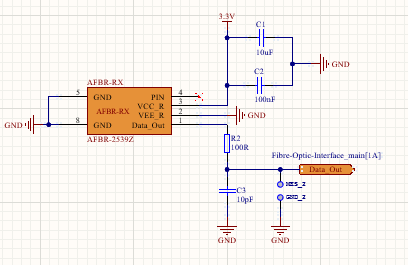 3.3V
C1
10uF
GND
C2
100nF
AFBR-RX
5
GND
PIN
4
AFBR-RX
VCC_R
3
VEE_R
2
GND
GND
8
GND
Data_Out
1
AFBR-2539Z
R2
100R
Fibre-Optic-Interface_main[1A]
Data_Out
C3
10pF
GND
GND